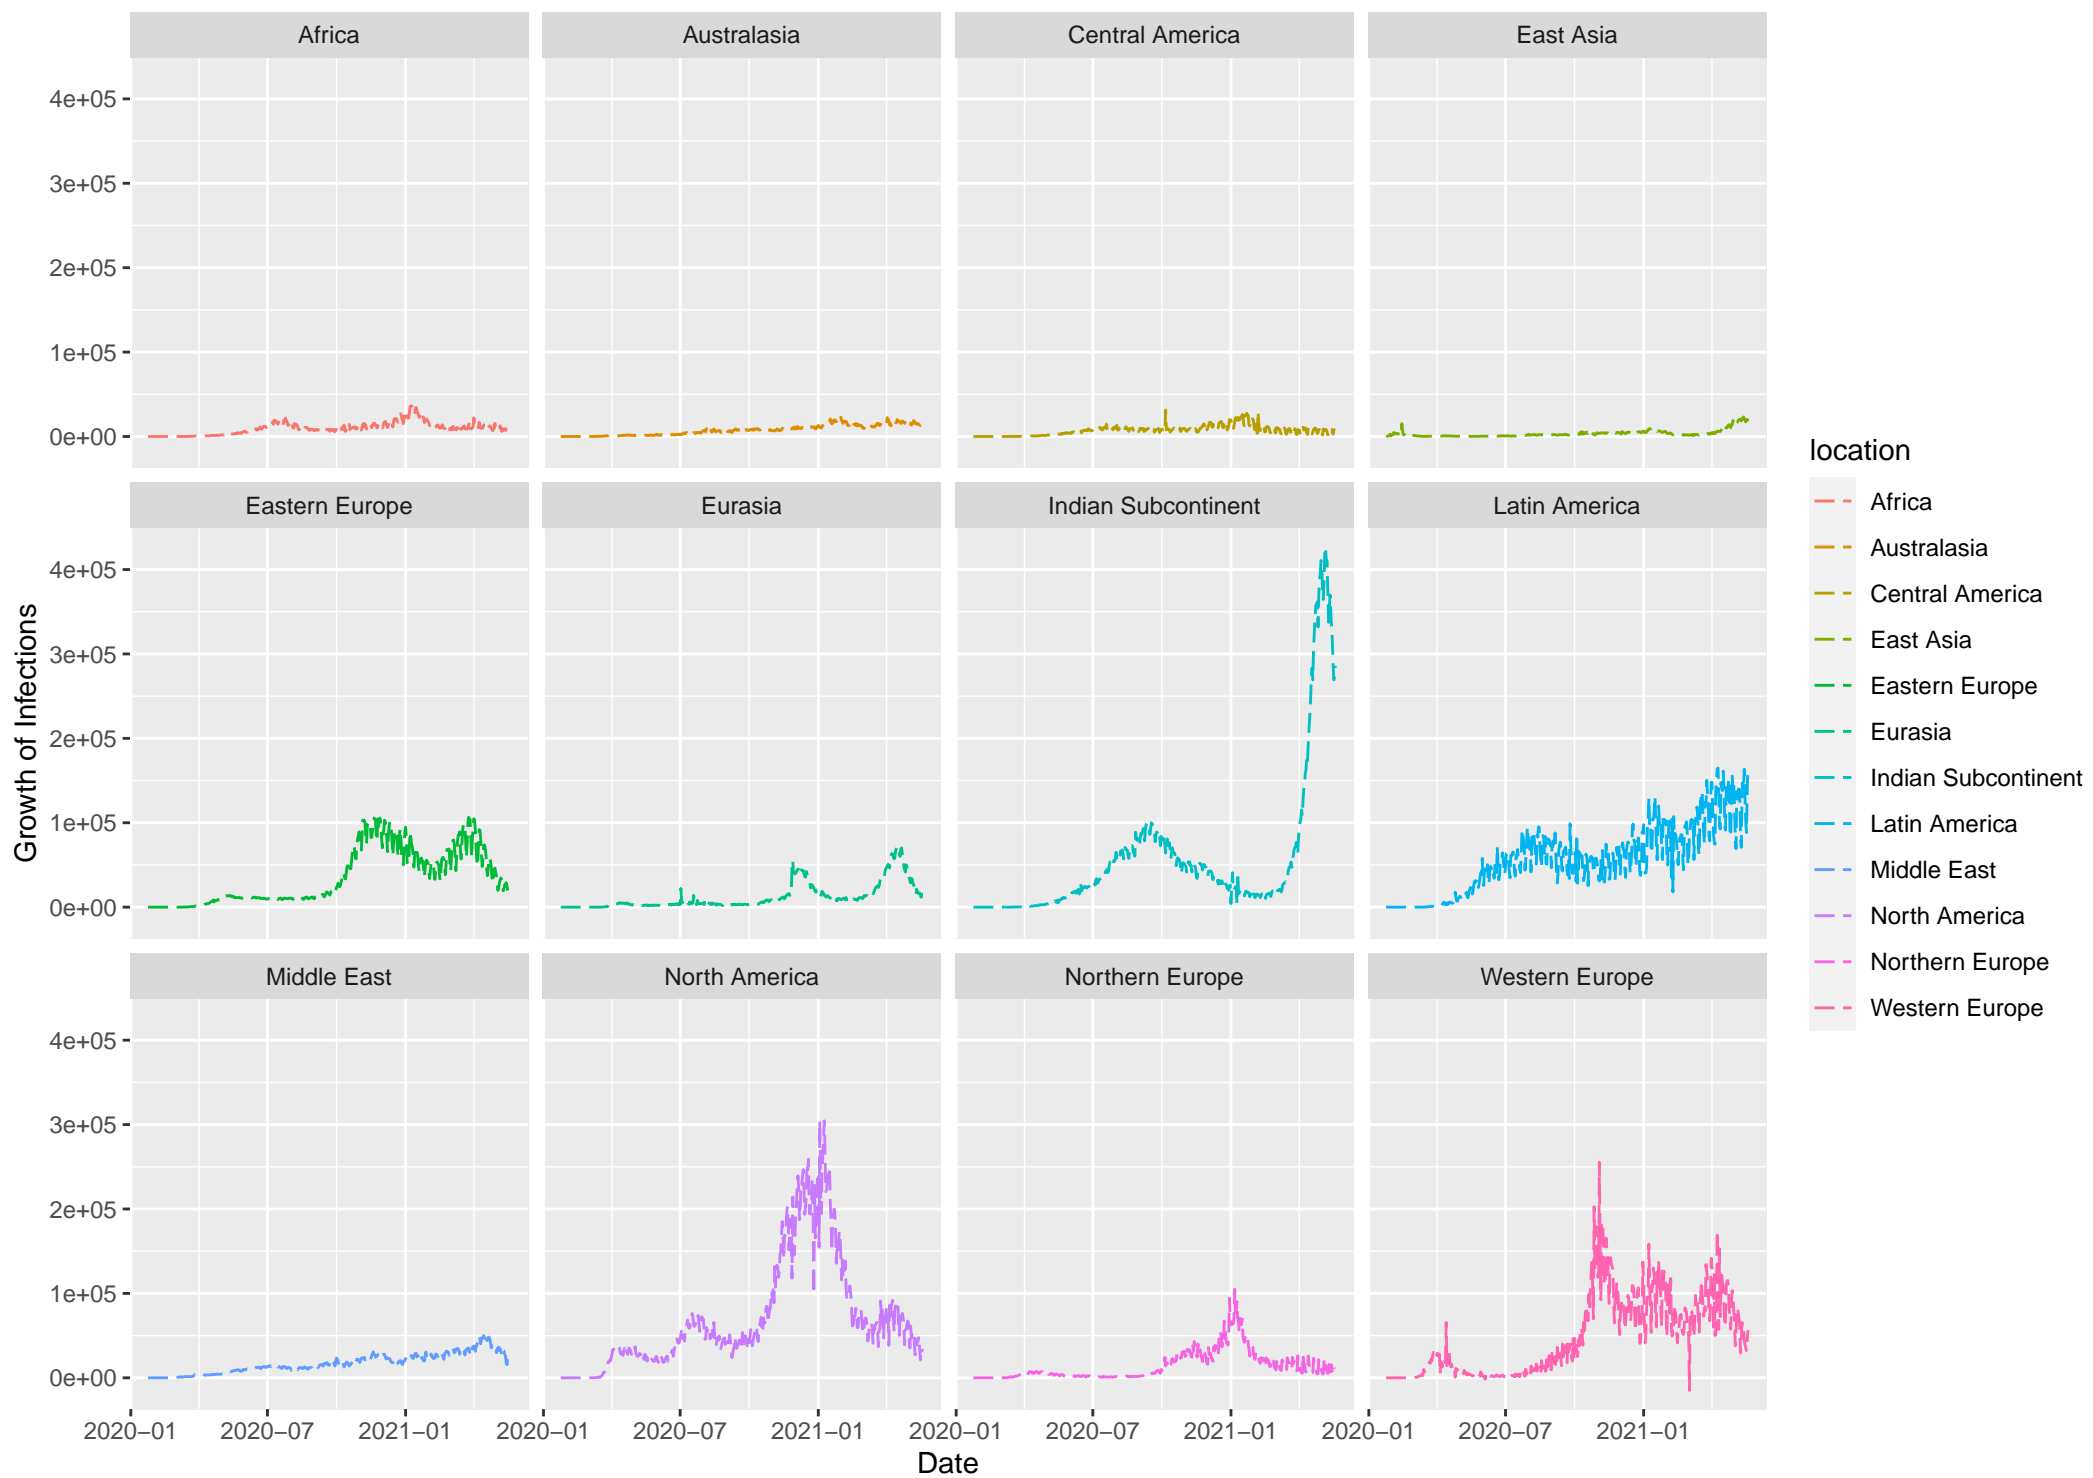 Africa
Australasia
Central America
East Asia
4e+05
3e+05
2e+05
1e+05
0e+00
Eastern Europe
Eurasia
Indian Subcontinent
Latin America
4e+05
3e+05
2e+05
1e+05
0e+00
Middle East
North America
Northern Europe
Western Europe
4e+05
3e+05
2e+05
1e+05
0e+00
2020−01 2020−07 2021−01 2020−01 2020−07 2021−01 2020−01 2020−07 2021−01 2020−01 2020−07 2021−01
Date
Growth of Infections
location
Africa
Australasia
Central America
East Asia
Eastern Europe
Eurasia
Indian Subcontinent
Latin America
Middle East
North America
Northern Europe
Western Europe